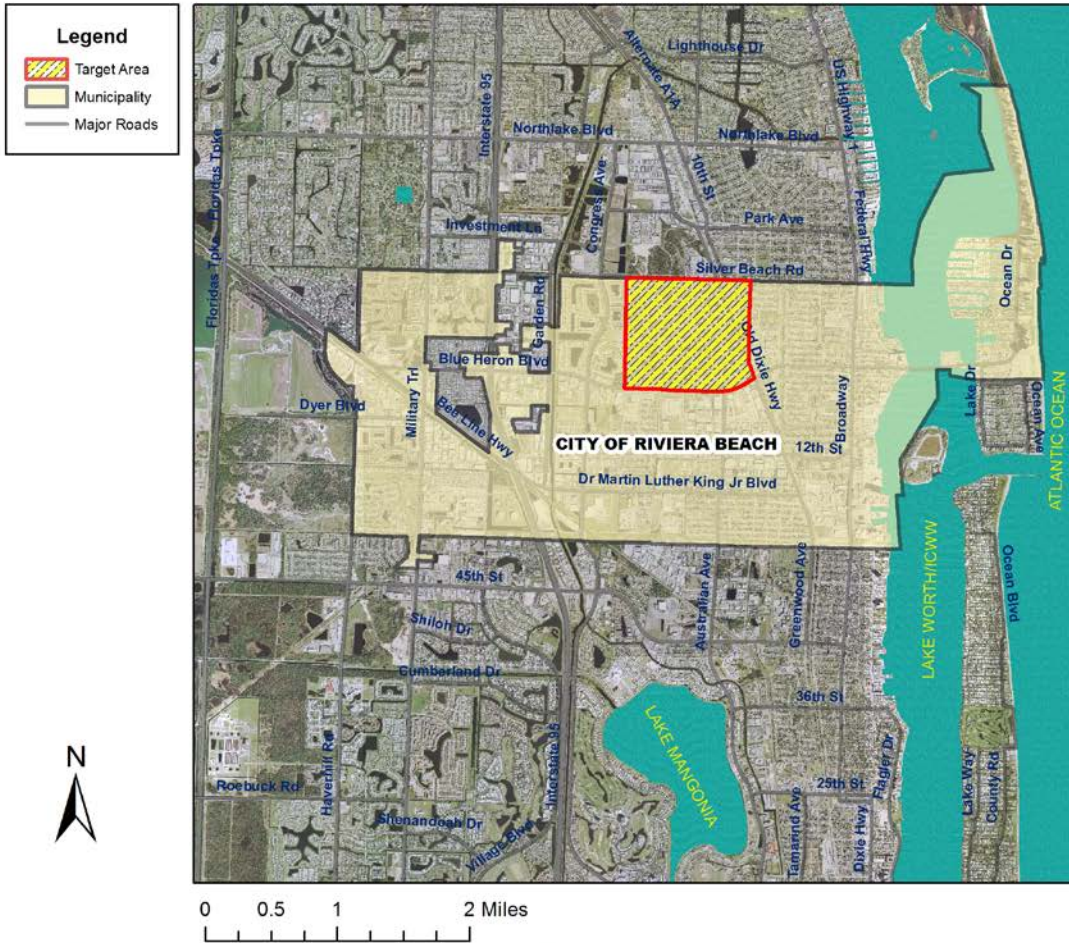 Legend
Target Area
Municipality
Major Roads
Lighthouse Dr
Alternate A1A
US Highway 1
Interstate 95
Northlake Blvd
Northlake Blvd
Floridas Tpke
Floridas Tpke
10th St
Congress Ave
Park Ave
Federal Hwy
Investment Ln
Silver Beach Rd
Ocean Dr
Garden Rd
Old Dixie Hwy
Blue Heron Blvd
Military Trl
Lake Dr
Ocean Ave
Dyer Blvd
Bee Line Hwy
Broadway
CITY OF RIVIERA BEACH
12th St
ATLANTIC OCEAN
Dr Martin Luther King Jr Blvd
45th St
Australian Ave
Greenwood Ave
Ocean Blvd
LAKE WORTH/ICWW
Shiloh Dr
Cumberland Dr
36th St
LAKE MANGONIA
Interstate 95
Haverhill Rd
Flagler Dr
Roebuck Rd
25th St
Lake Way
County Rd
Shenandoah Dr
Village Blvd
Tamarind Ave
Dixie Hwy
N
0 0.5 1 2 Miles